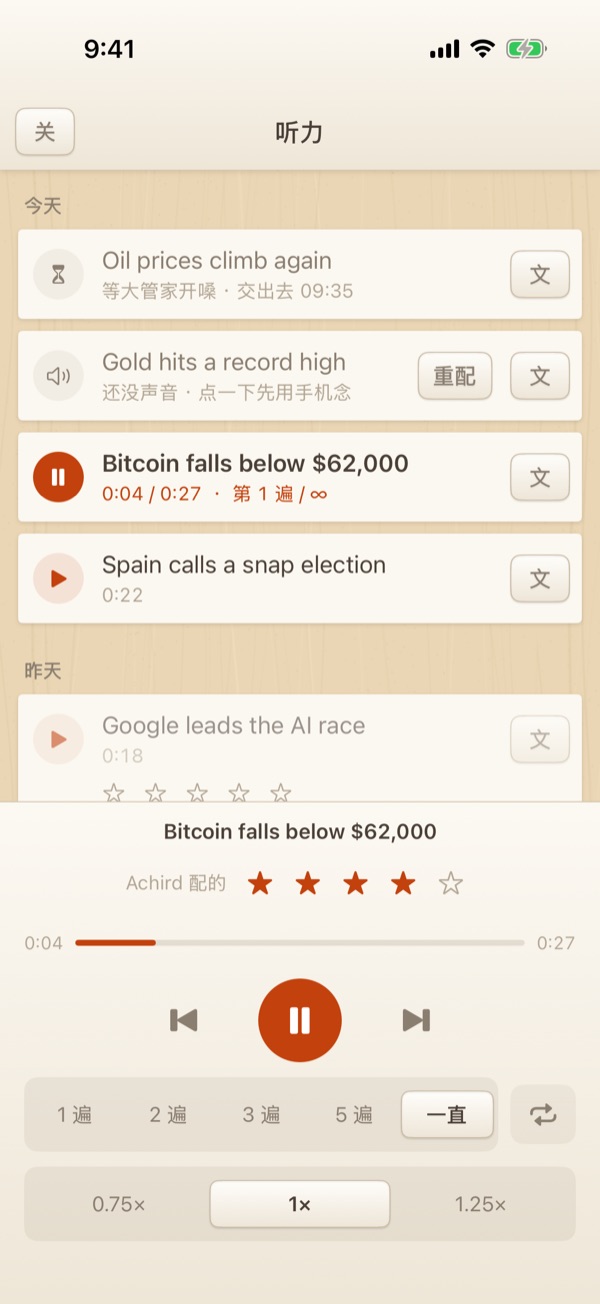 9:41
关
听力
今天
Oil prices climb again
等大管家开嗓 · 交出去 09:35
文
Gold hits a record high
还没声音 · 点一下先用手机念
重配
文
Bitcoin falls below $62,000
0:04 / 0:27 · 第 1 遍 / ∞
文
Spain calls a snap election
0:22
文
昨天
Google leads the AI race
0:18
文
Bitcoin falls below $62,000
Achird 配的
0:04
0:27
1 遍
2 遍
3 遍
5 遍
一直
0.75×
1×
1.25×